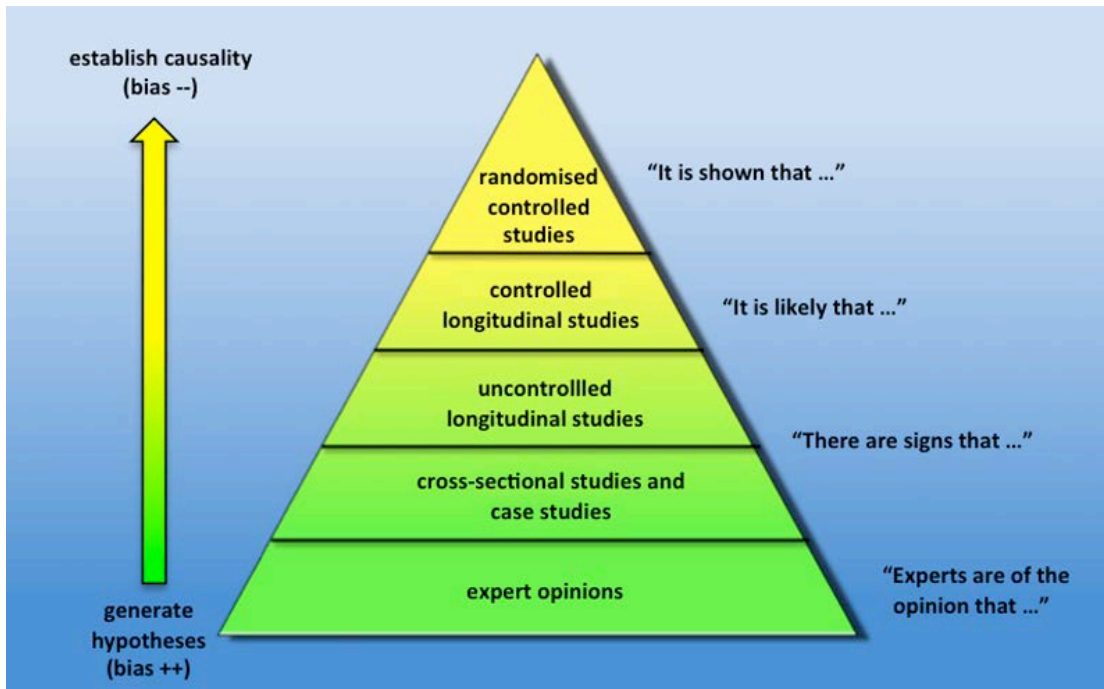 establish causality
(bias --)
randomised
controlled
studies
“It is shown that ...”
controlled
longitudinal studies
“It is likely that ...”
uncontrollled
longitudinal studies
“There are signs that ...”
cross-sectional studies and
case studies
expert opinions
“Experts are of the
opinion that ...”
generate
hypotheses
(bias ++)